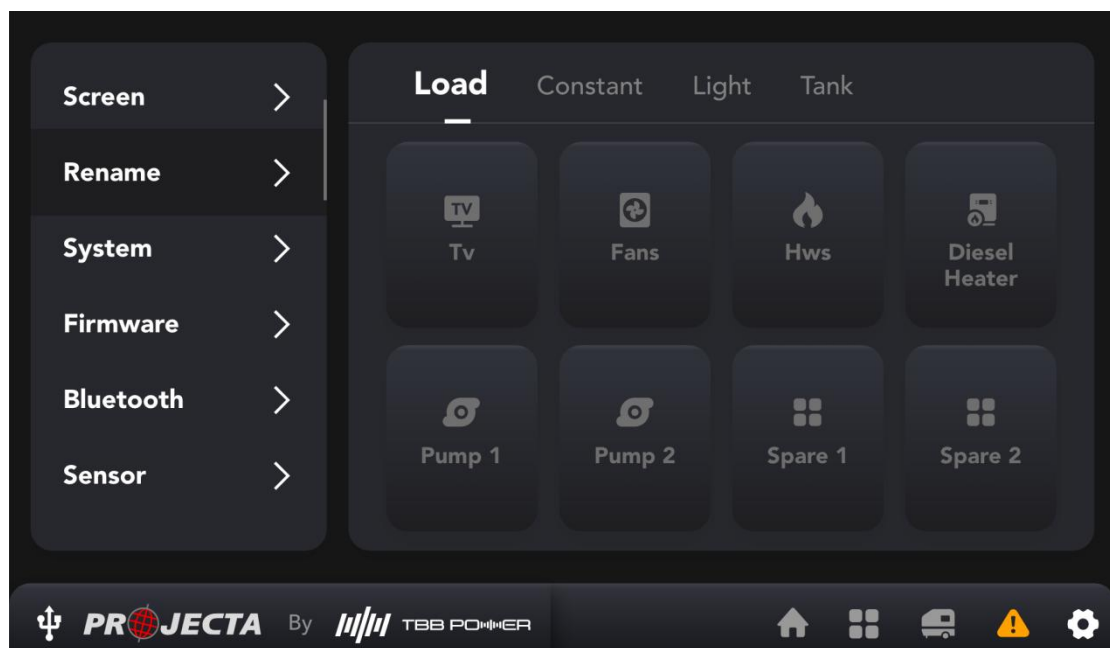 Screen
Rename
System
Firmware
Bluetooth
Sensor
Load Constant Light Tank
TV
Tv Fans Hws Diesel Heater
Pump 1 Pump 2 Spare 1 Spare 2
PROJECTA By TBB POWER